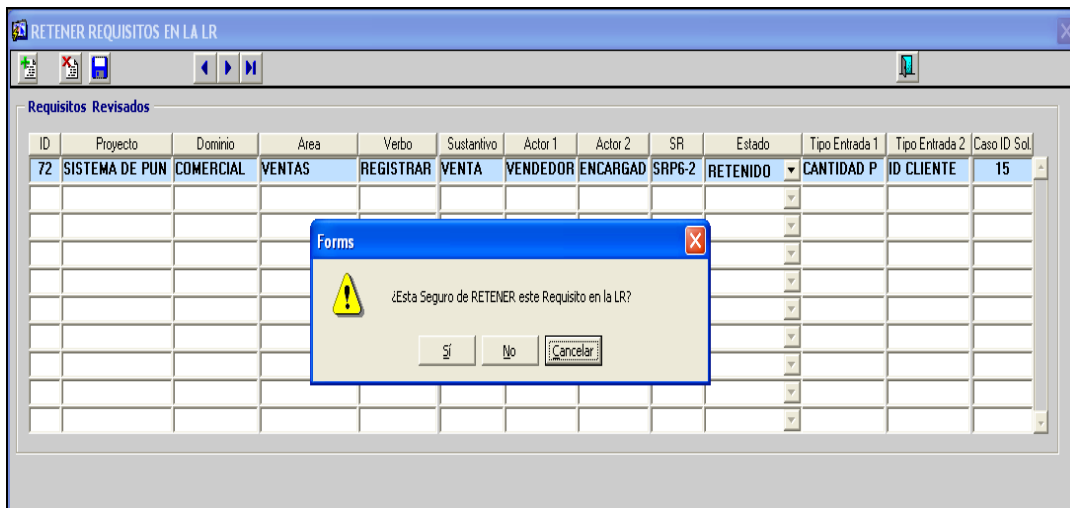 RETENER REQUISITOS EN LA LR
Requisitos Revisados
ID Proyecto Dominio Area Verbo Sustantivo Actor 1 Actor 2 SR Estado Tipo Entrada 1 Tipo Entrada 2 Caso ID Sol.
72 SISTEMA DE PUN COMERCIAL VENTAS REGISTRAR VENTA VENDEDOR ENCARGAD SRP6-2 RETENIDO CANTIDAD P ID CLIENTE 15
Forms
¿Esta Seguro de RETENER este Requisito en la LR?
Sí No Cancelar